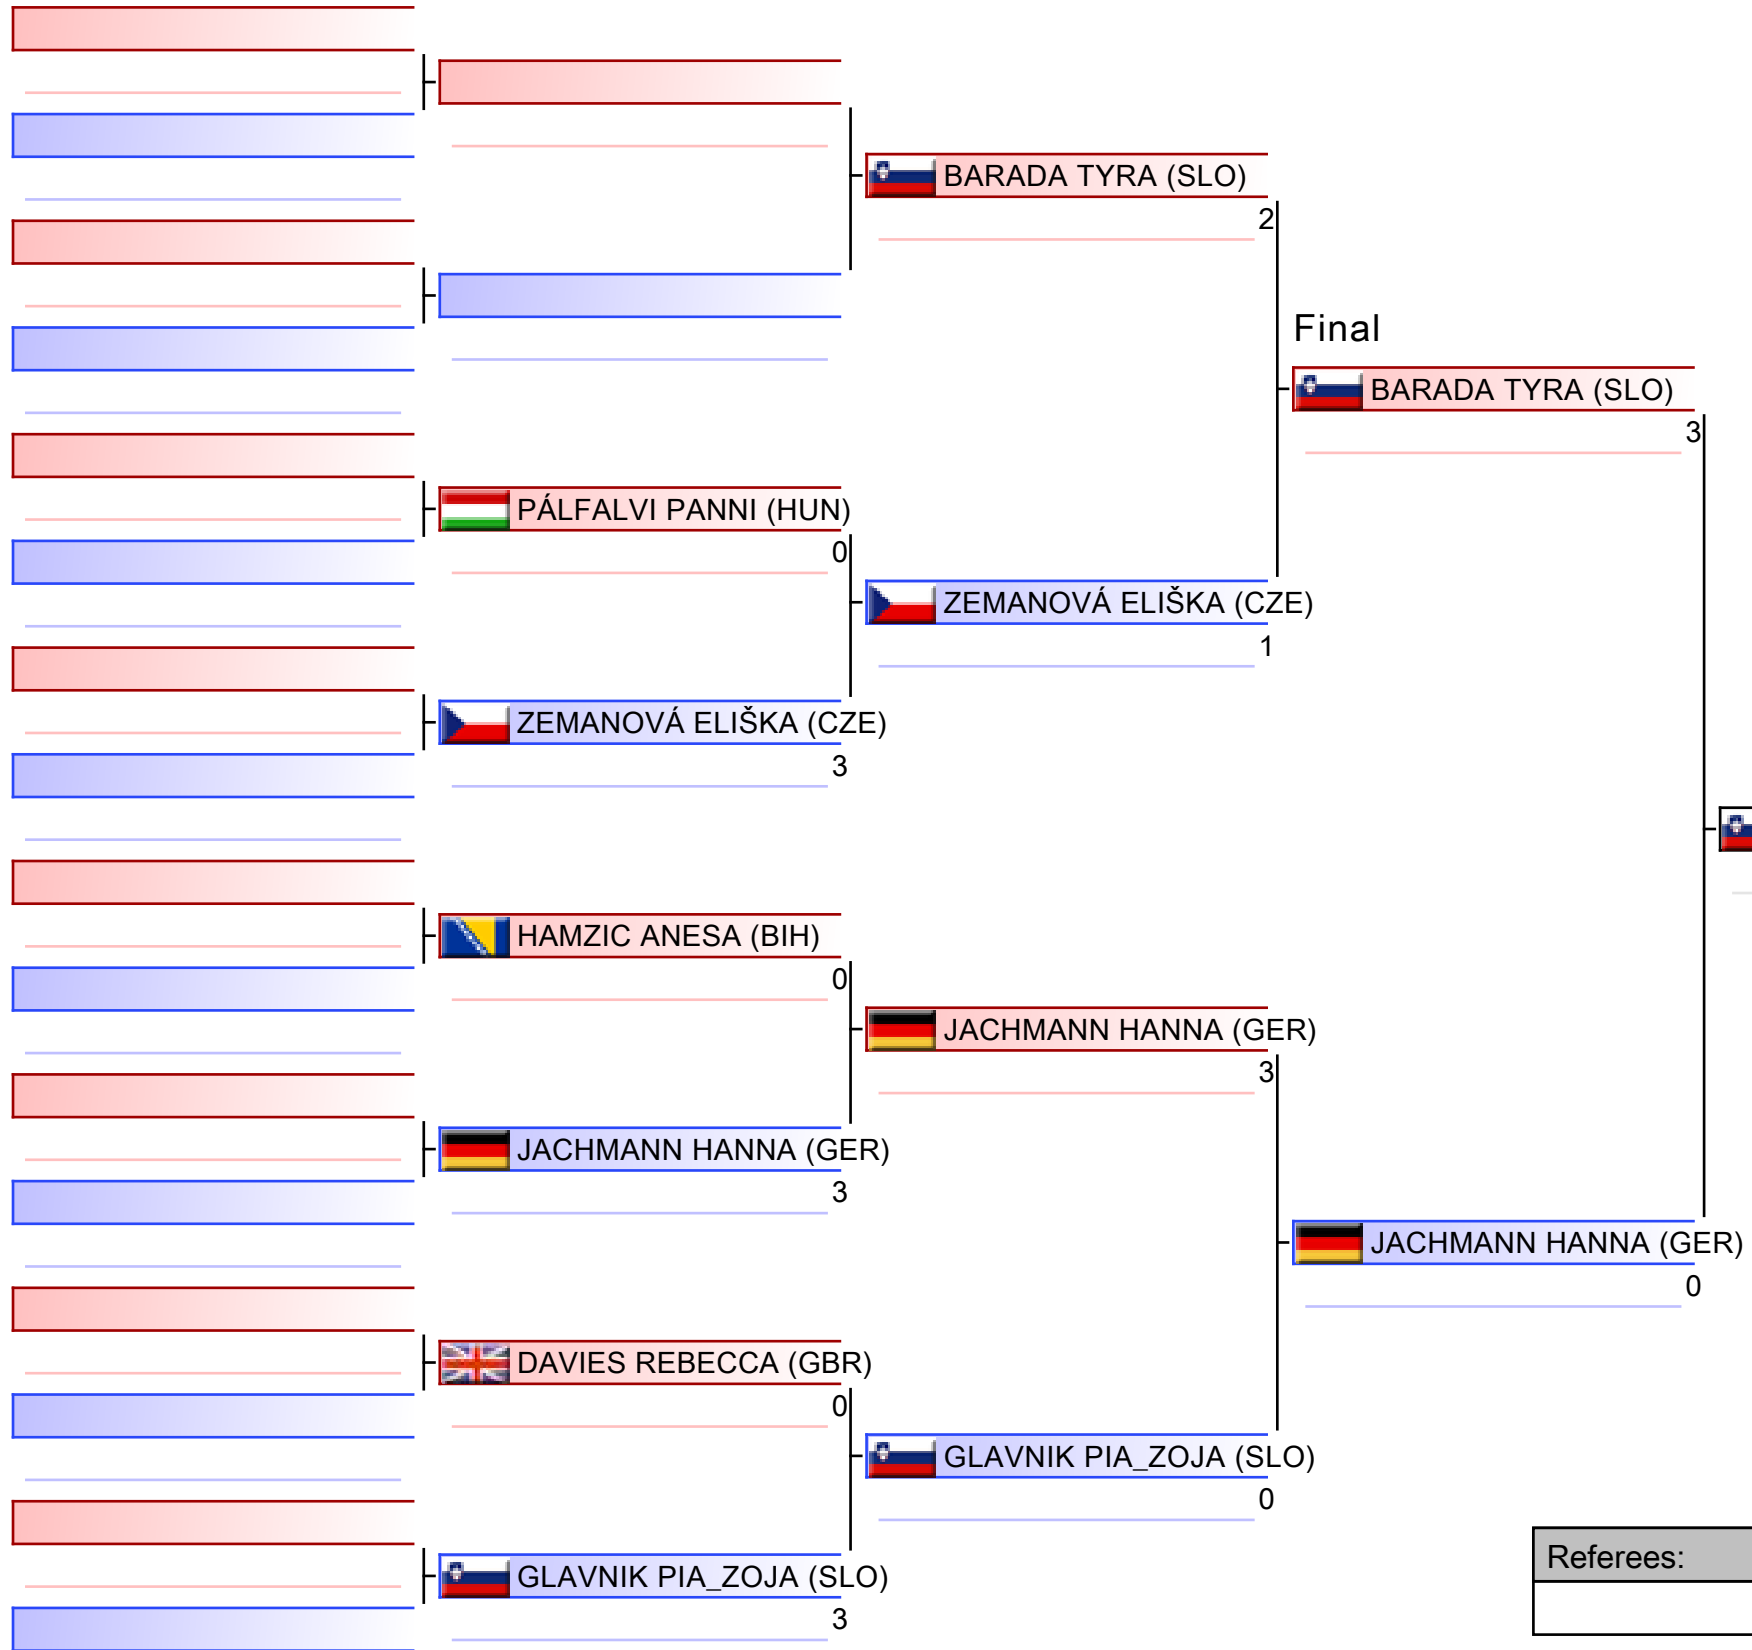 BARADA TYRA (SLO)
2
Final
BARADA TYRA (SLO)
3
PÁLFALVI PANNI (HUN)
0
ZEMANOVÁ ELIŠKA (CZE)
1
ZEMANOVÁ ELIŠKA (CZE)
3
HAMZIC ANESA (BIH)
0
JACHMANN HANNA (GER)
3
JACHMANN HANNA (GER)
3
JACHMANN HANNA (GER)
0
DAVIES REBECCA (GBR)
0
GLAVNIK PIA_ZOJA (SLO)
0
Referees:
GLAVNIK PIA_ZOJA (SLO)
3